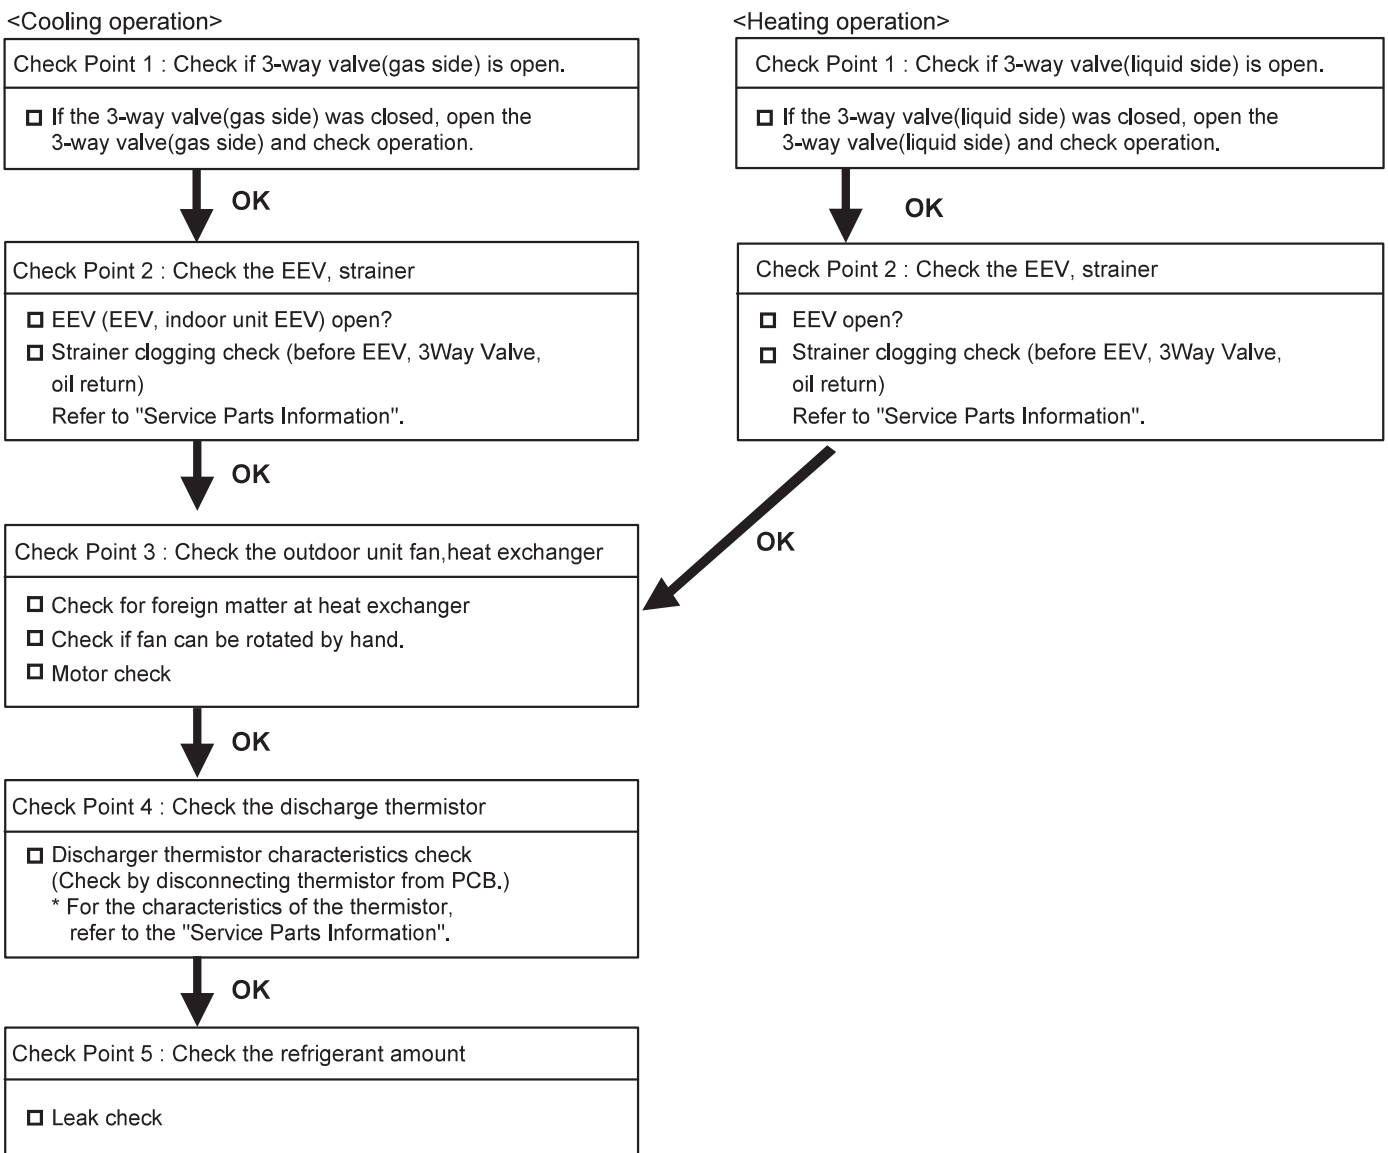 <Cooling operation>
Check Point 1 : Check if 3-way valve(gas side) is open.
If the 3-way valve(gas side) was closed, open the
3-way valve(gas side) and check operation.
OK
Check Point 2 : Check the EEV, strainer
EEV (EEV, indoor unit EEV) open?
Strainer clogging check (before EEV, 3Way Valve,
oil return)
Refer to "Service Parts Information".
OK
<Heating operation>
Check Point 1 : Check if 3-way valve(liquid side) is open.
If the 3-way valve(liquid side) was closed, open the
3-way valve(liquid side) and check operation.
OK
Check Point 2 : Check the EEV, strainer
EEV open?
Strainer clogging check (before EEV, 3Way Valve,
oil return)
Refer to "Service Parts Information".
OK
Check Point 3 : Check the outdoor unit fan,heat exchanger
Check for foreign matter at heat exchanger
Check if fan can be rotated by hand.
Motor check
OK
Check Point 4 : Check the discharge thermistor
Discharger thermistor characteristics check
(Check by disconnecting thermistor from PCB.)
* For the characteristics of the thermistor,
refer to the "Service Parts Information".
OK
Check Point 5 : Check the refrigerant amount
Leak check